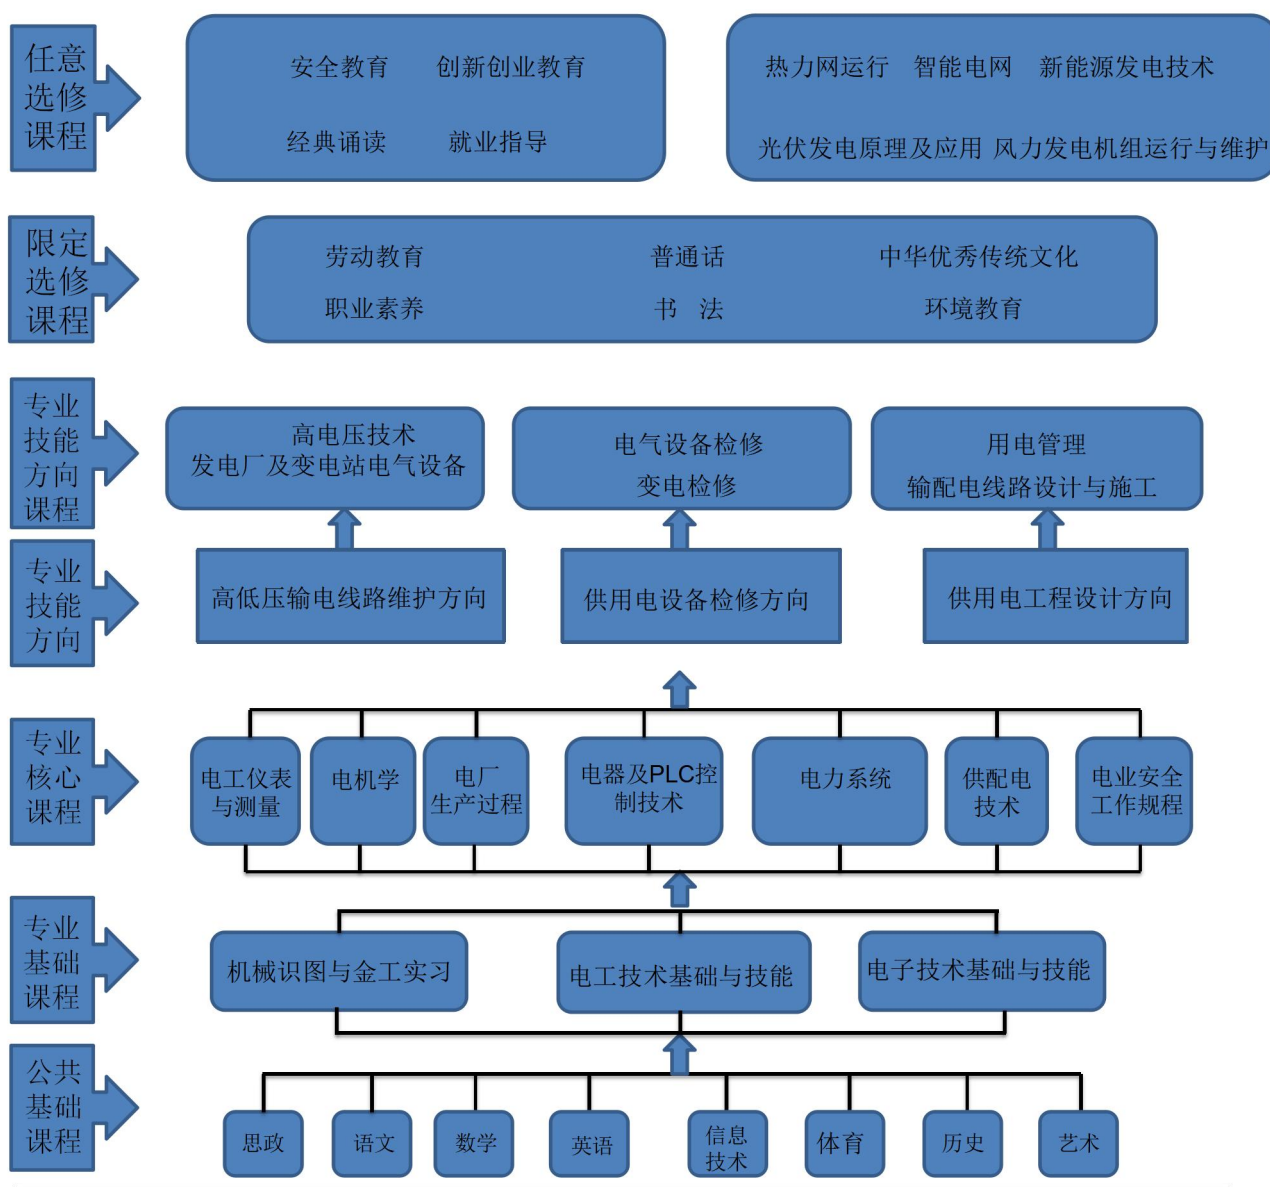 任意
选修
课程
安全教育 创新创业教育
经典诵读 就业指导
热力网运行 智能电网 新能源发电技术
光伏发电原理及应用 风力发电机组运行与维护
限定
选修
课程
劳动教育 普通话 中华优秀传统文化
职业素养 书 法 环境教育
专业
技能
方向
课程
高电压技术
发电厂及变电站电气设备
电气设备检修
变电检修
用电管理
输配电线路设计与施工
专业
技能
方向
高低压输电线路维护方向
供用电设备检修方向
供用电工程设计方向
专业
核心
课程
电工仪表
与测量
电机学
电厂
生产过程
电器及PLC控
制技术
电力系统
供配电
技术
电业安全
工作规程
专业
基础
课程
机械识图与金工实习
电工技术基础与技能
电子技术基础与技能
公共
基础
课程
思政
语文
数学
英语
信息
技术
体育
历史
艺术